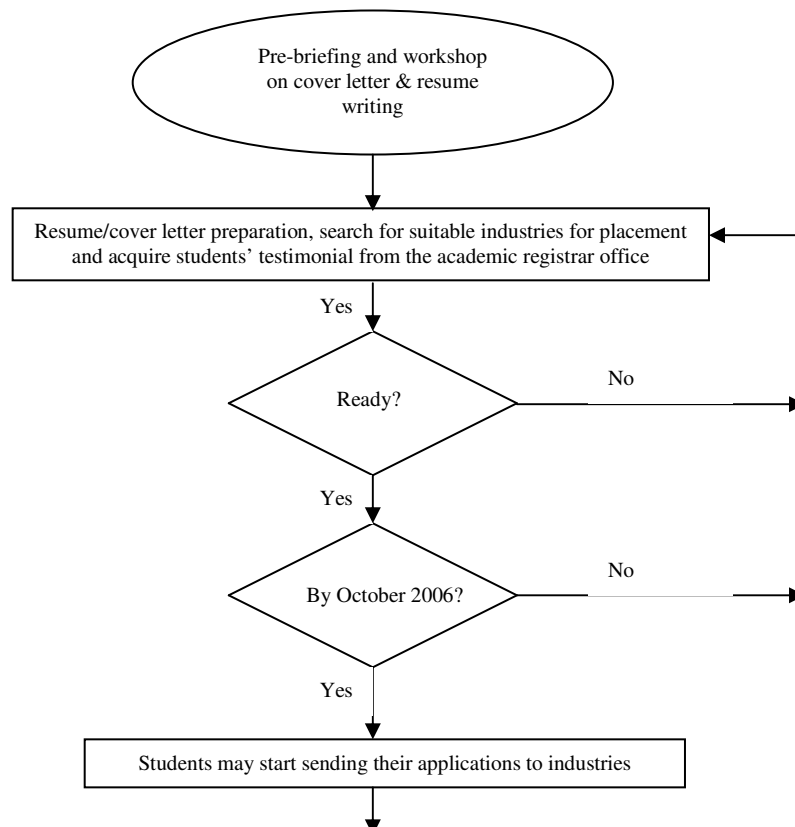 Pre-briefing and workshop
on cover letter & resume
writing
Resume/cover letter preparation, search for suitable industries for placement
and acquire students’ testimonial from the academic registrar office
Yes
Ready?
No
Yes
By October 2006?
No
Yes
Students may start sending their applications to industries